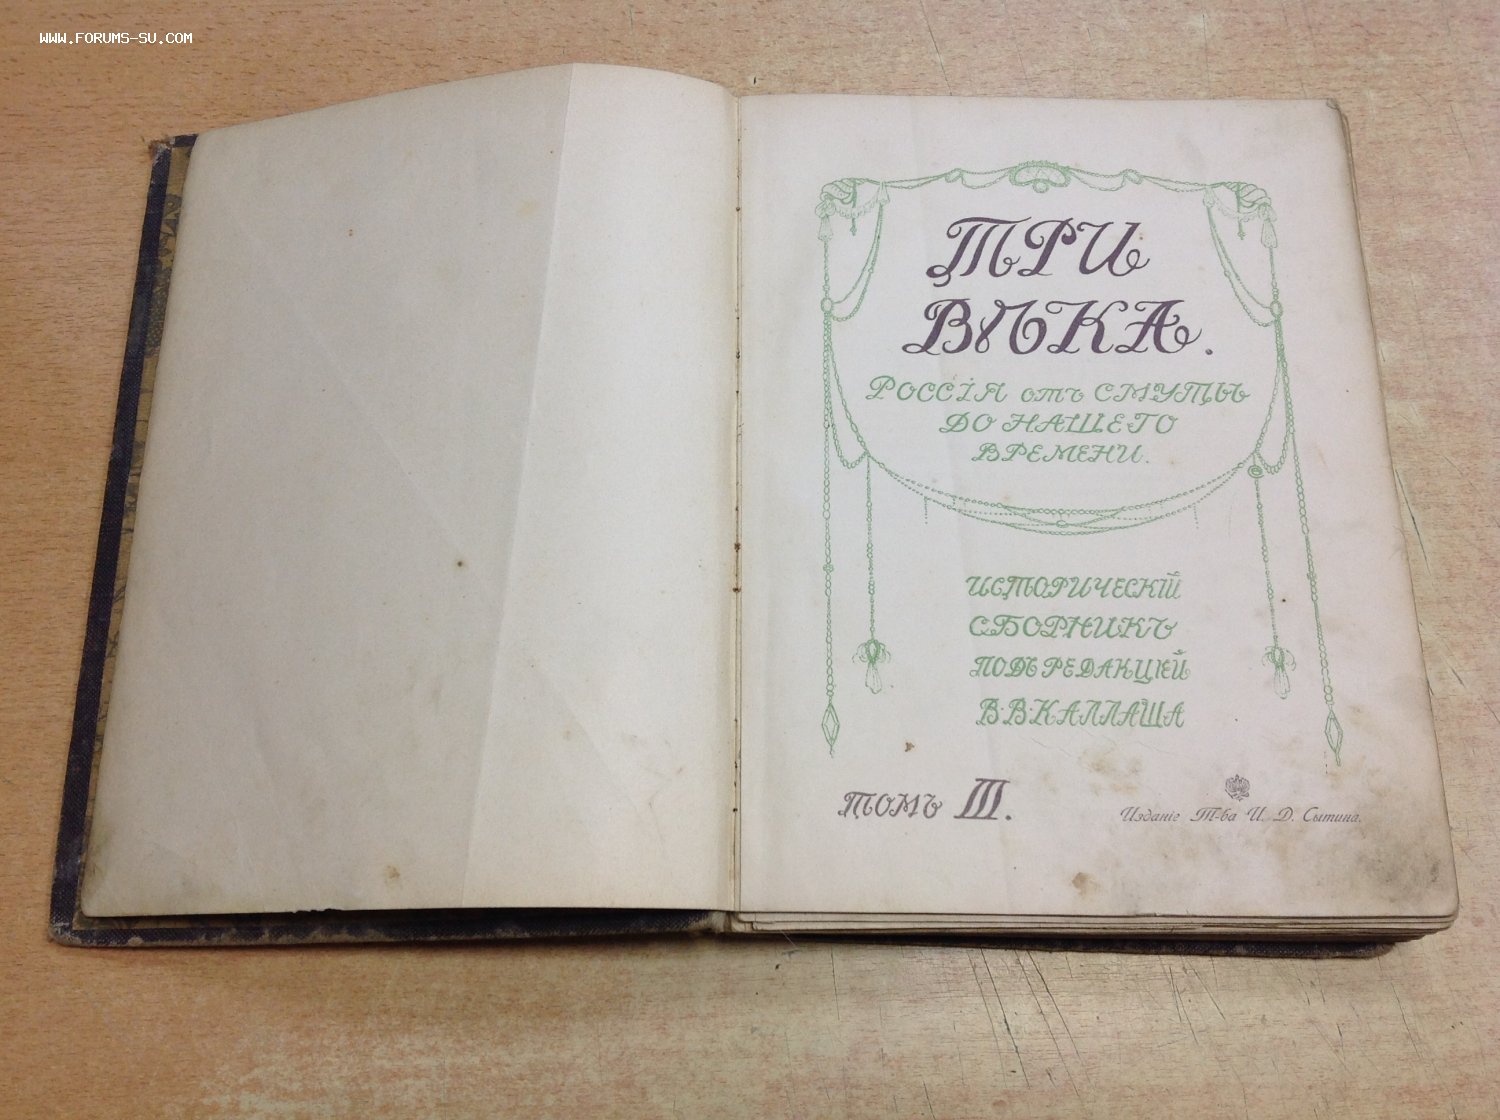 WWW.FORUMS-SU.COM
ТРИ
ВѢКА.
РОССІЯ отъ СМУТЫ
ДО НАШЕГО
ВРЕМЕНИ.
ИСТОРИЧЕСКІЙ
СБОРНИКЪ
ПОДЪ РЕДАКЦІЕЙ
В·В·КАЛЛАША
ТОМЪ III.
Изданіе Т-ва И. Д. Сытина.